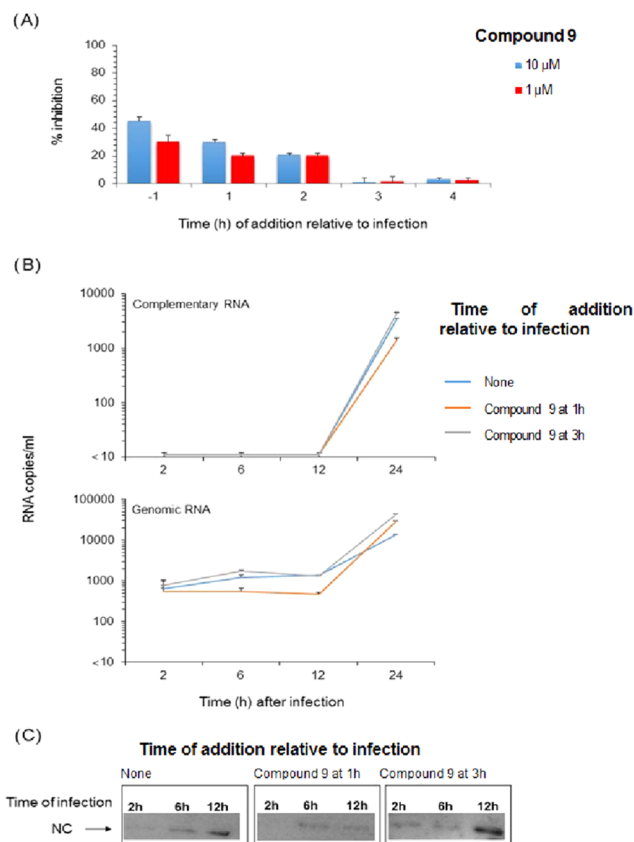 (A)
Compound 9
10 µM
1 µM
% inhibition
100
80
60
40
20
0
-1 1 2 3 4
Time (h) of addition relative to infection
(B)
Time of addition
relative to infection
None
Compound 9 at 1h
Compound 9 at 3h
RNA copies/ml
Complementary RNA
10000
1000
100
<10
2 6 12 24
Genomic RNA
100000
10000
1000
100
<10
2 6 12 24
Time (h) after infection
(C)
Time of addition relative to infection
None Compound 9 at 1h Compound 9 at 3h
Time of infection
2h 6h 12h 2h 6h 12h 2h 6h 12h
NC